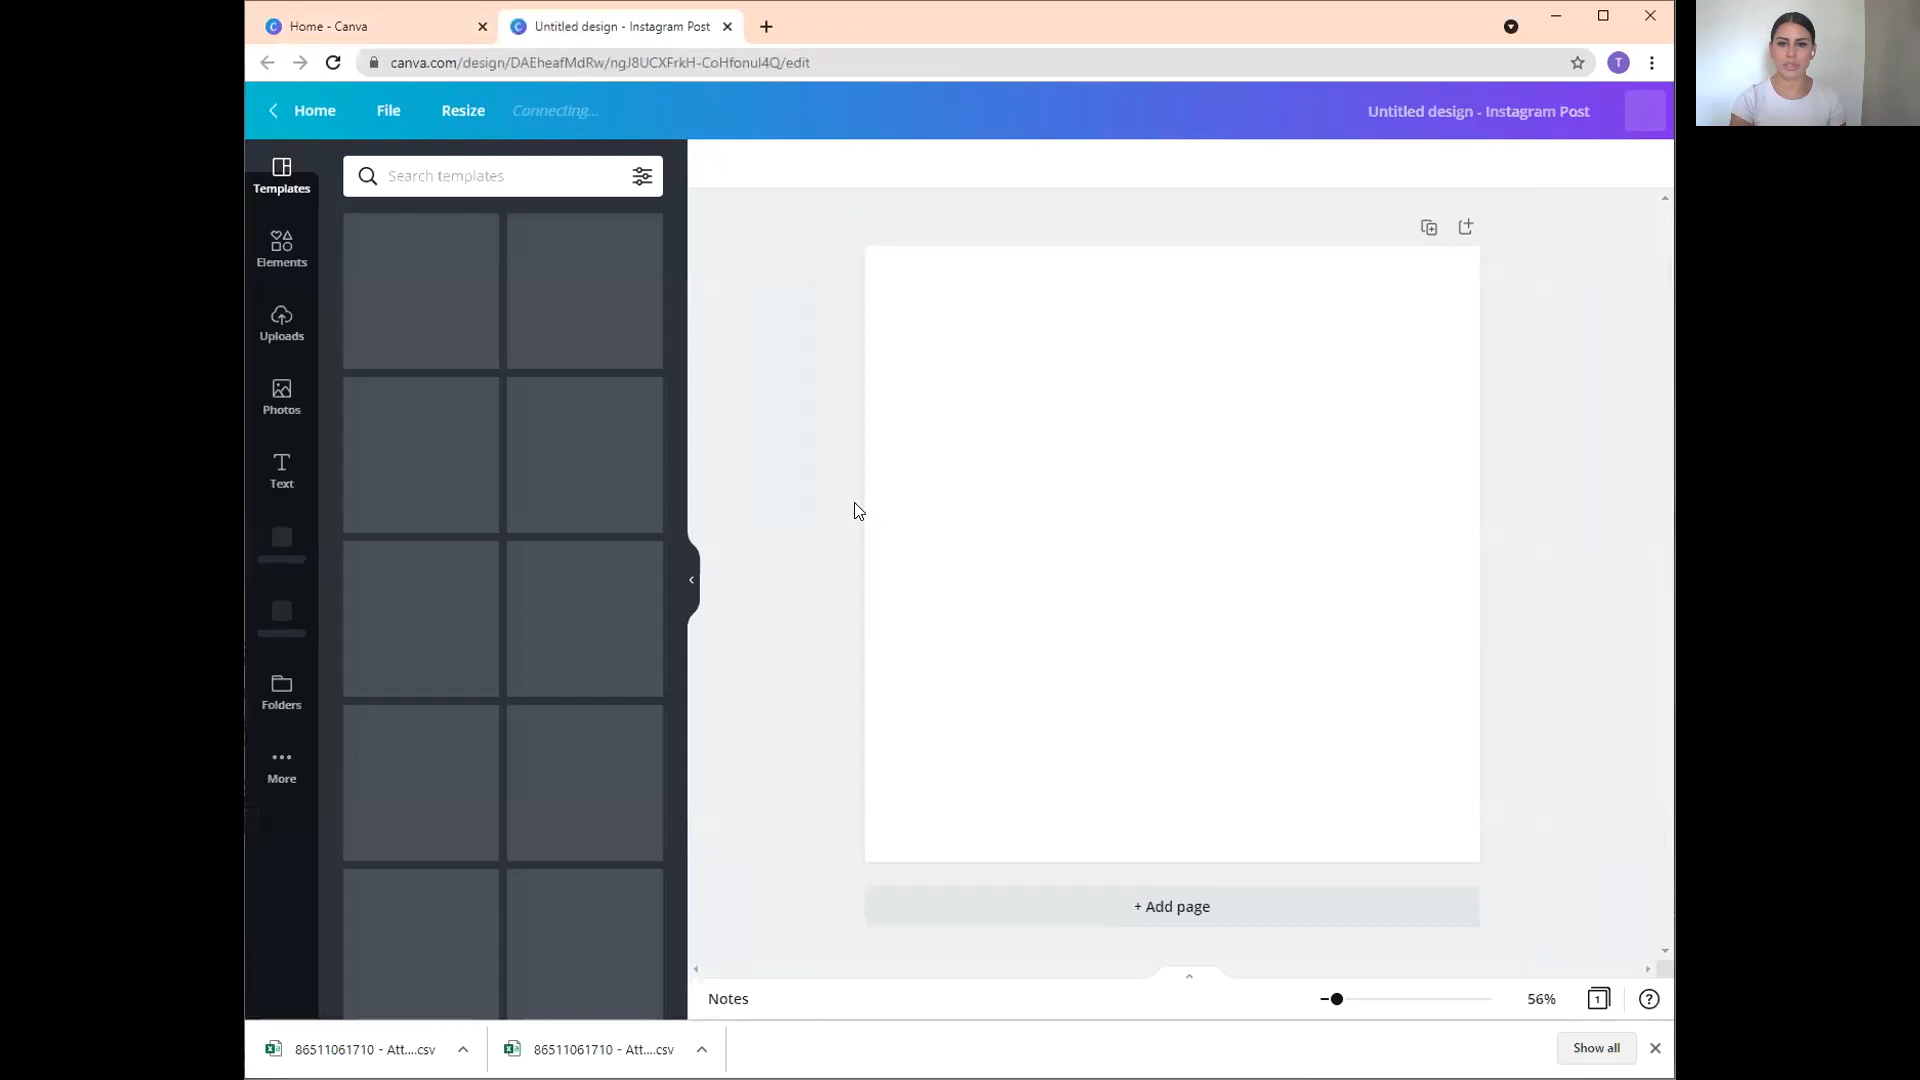 Home - Canva
Untitled design - Instagram Post
canva.com/design/DAEheafMdRw/ngJ8UCXFrkH-CoHfonul4Q/edit
T
Home
File
Resize
Connecting...
Untitled design - Instagram Post
Templates
Search templates
Elements
Uploads
Photos
Text
Folders
More
+ Add page
Notes
56%
1
?
86511061710 - Att....csv
86511061710 - Att....csv
Show all